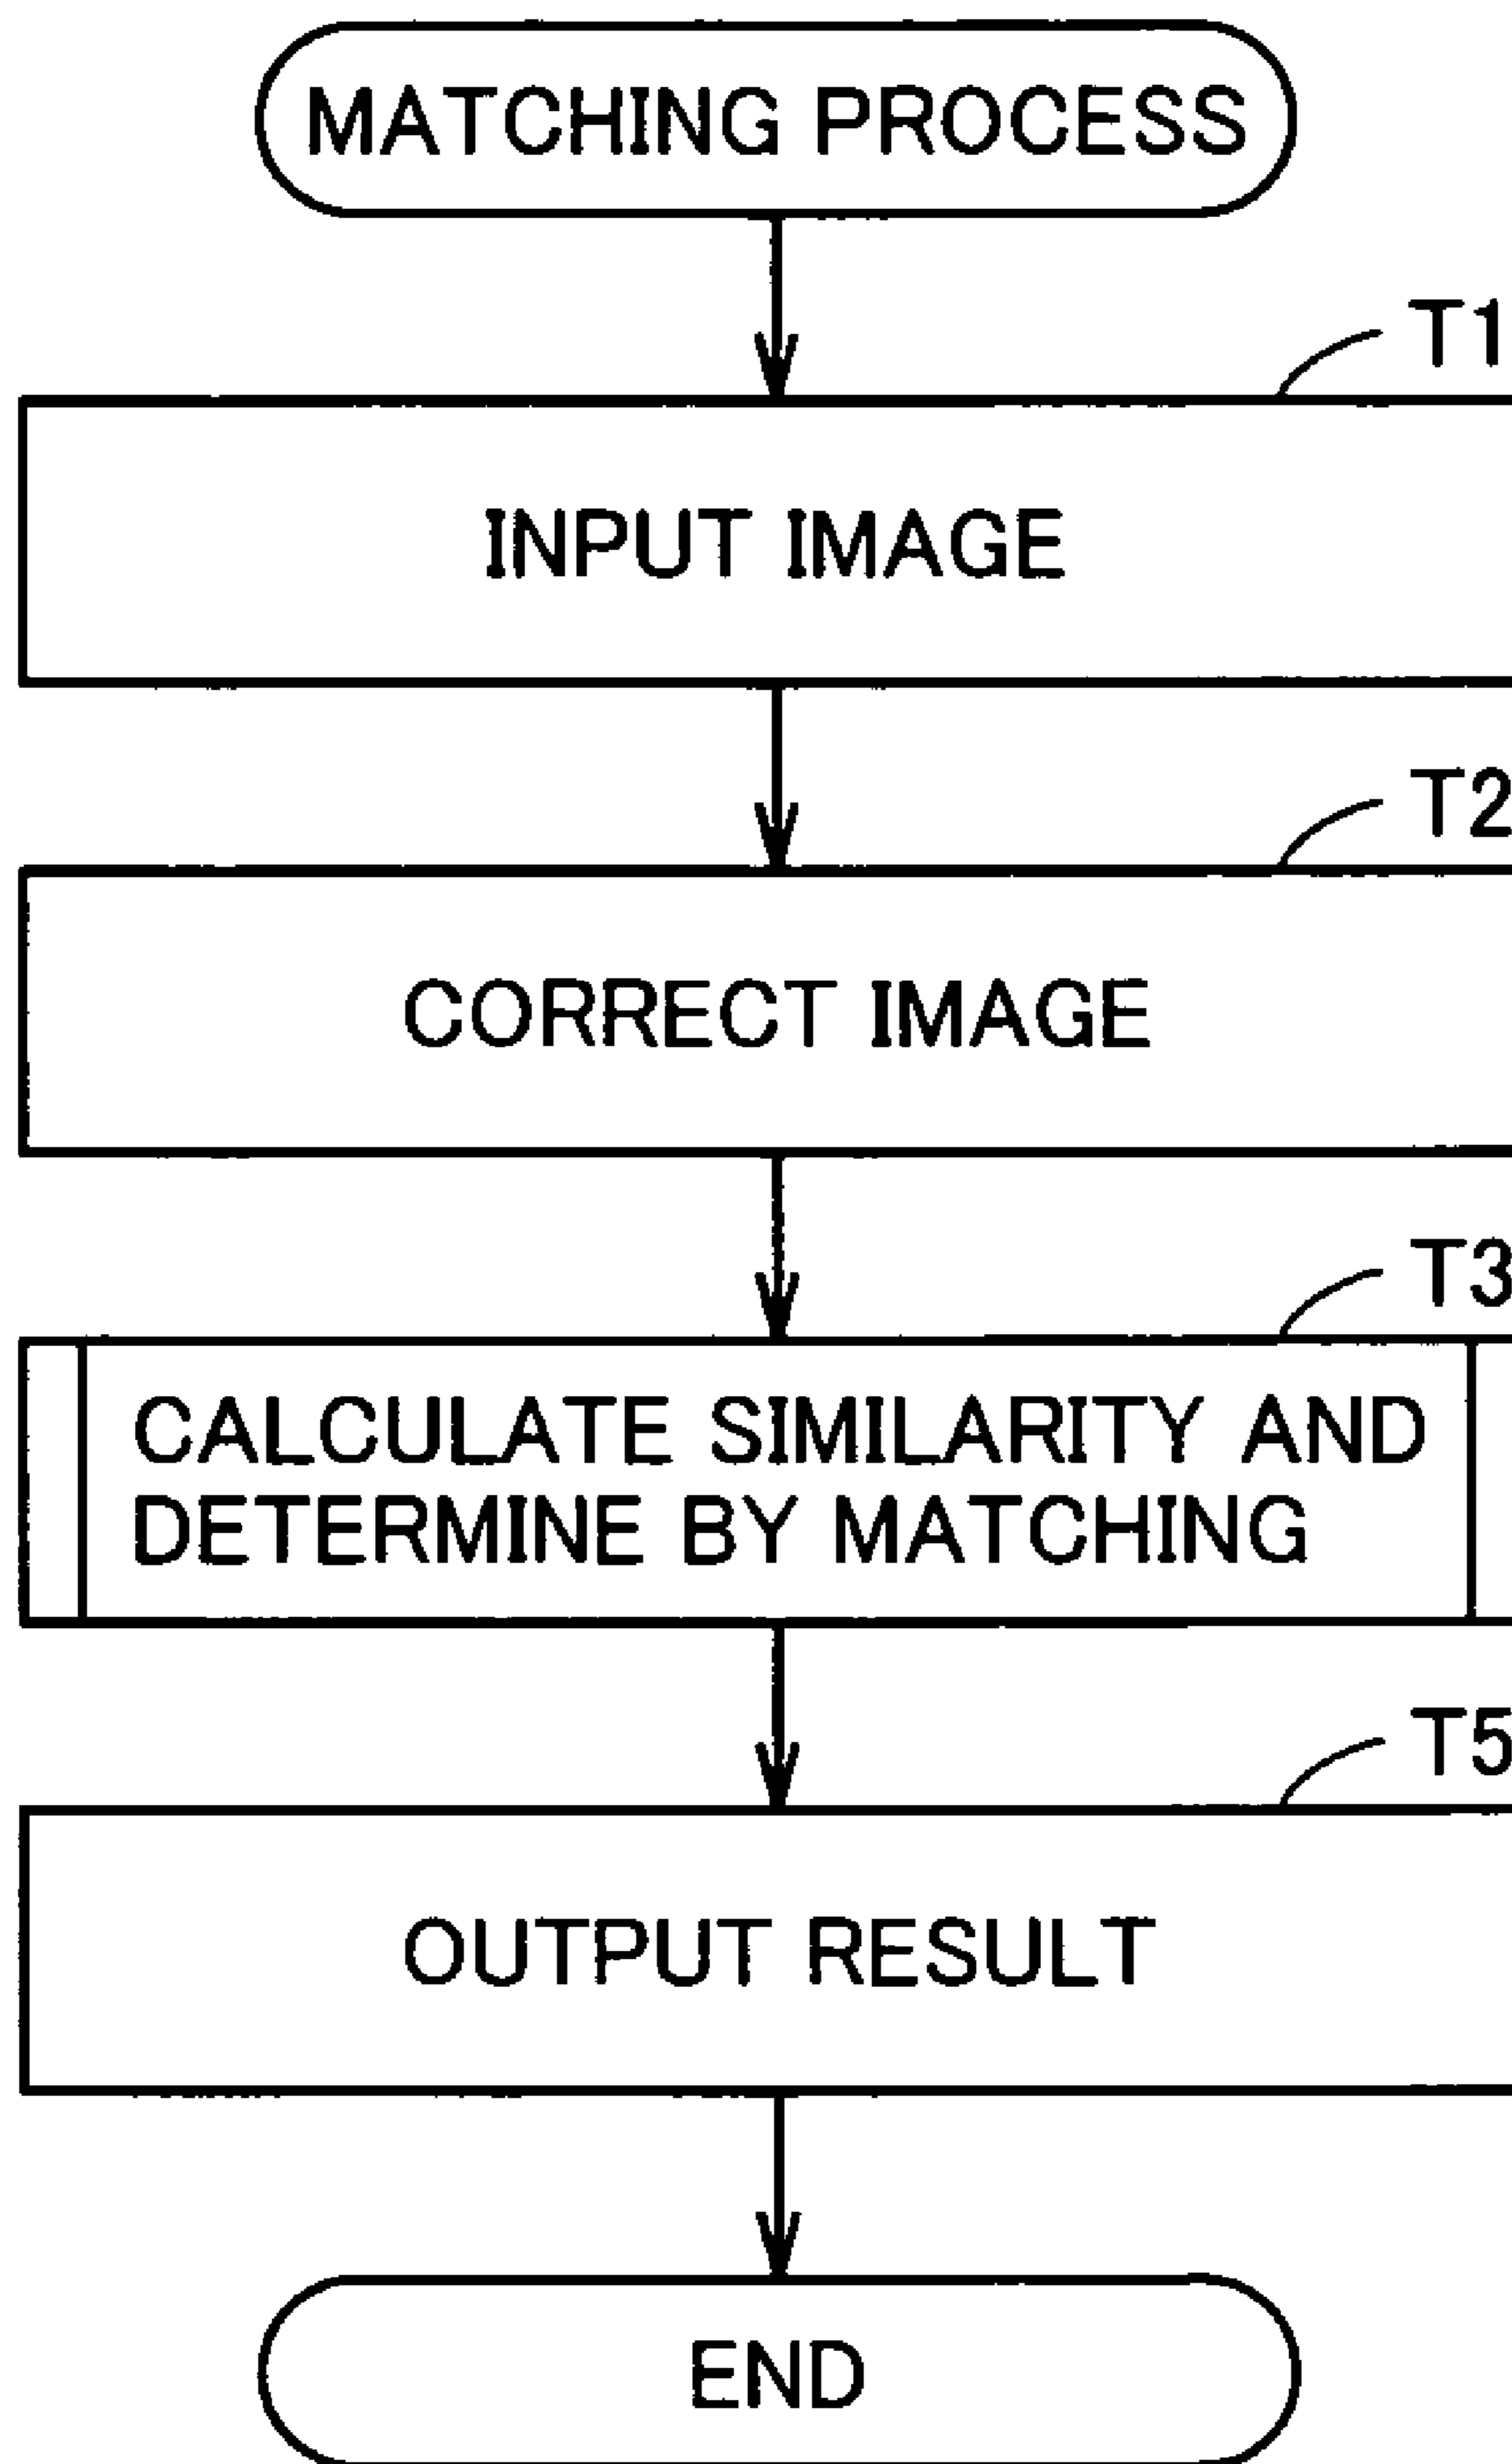 MATCHING PROCESS
T1
INPUT IMAGE
T2
CORRECT IMAGE
T3
CALCULATE SIMILARITY AND
DETERMINE BY MATCHING
T5
OUTPUT RESULT
END